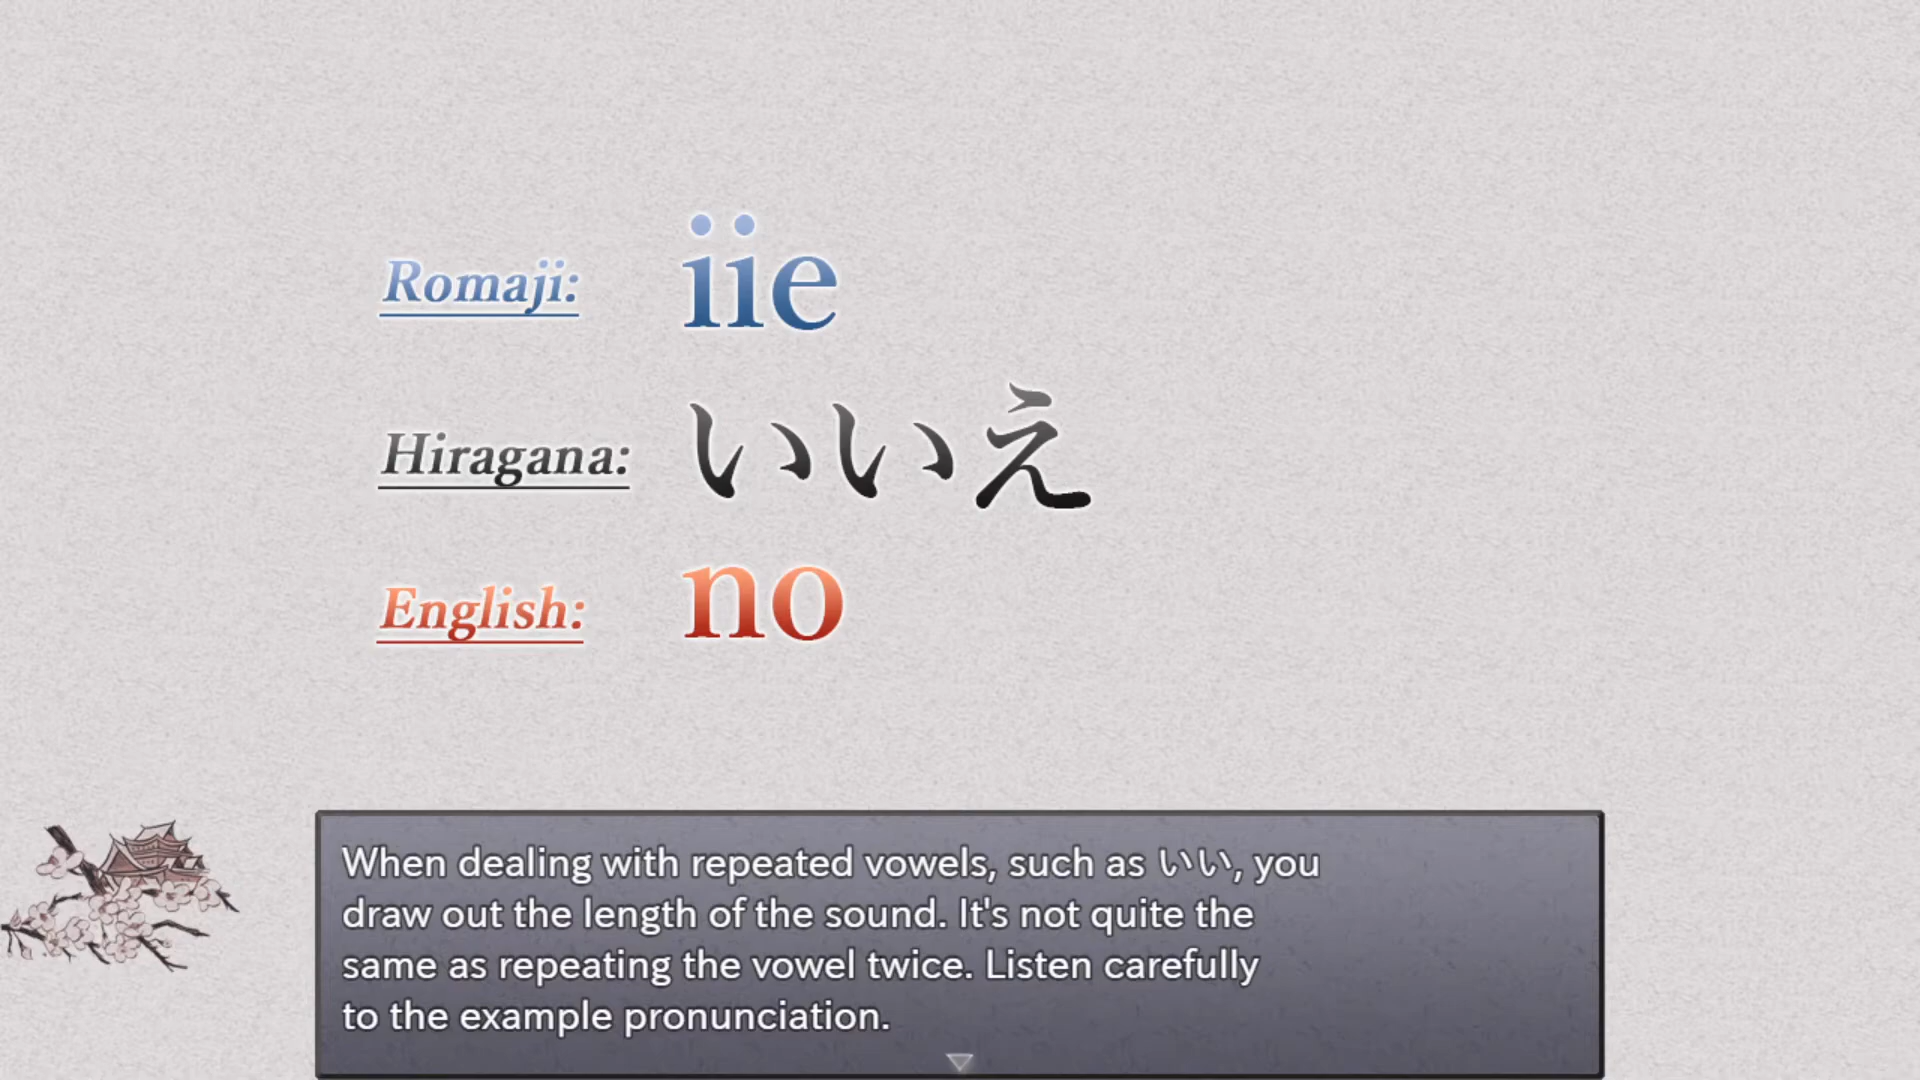 Romaji: iie
Hiragana: いいえ
English: no
When dealing with repeated vowels, such as いい, you
draw out the length of the sound. It's not quite the
same as repeating the vowel twice. Listen carefully
to the example pronunciation.